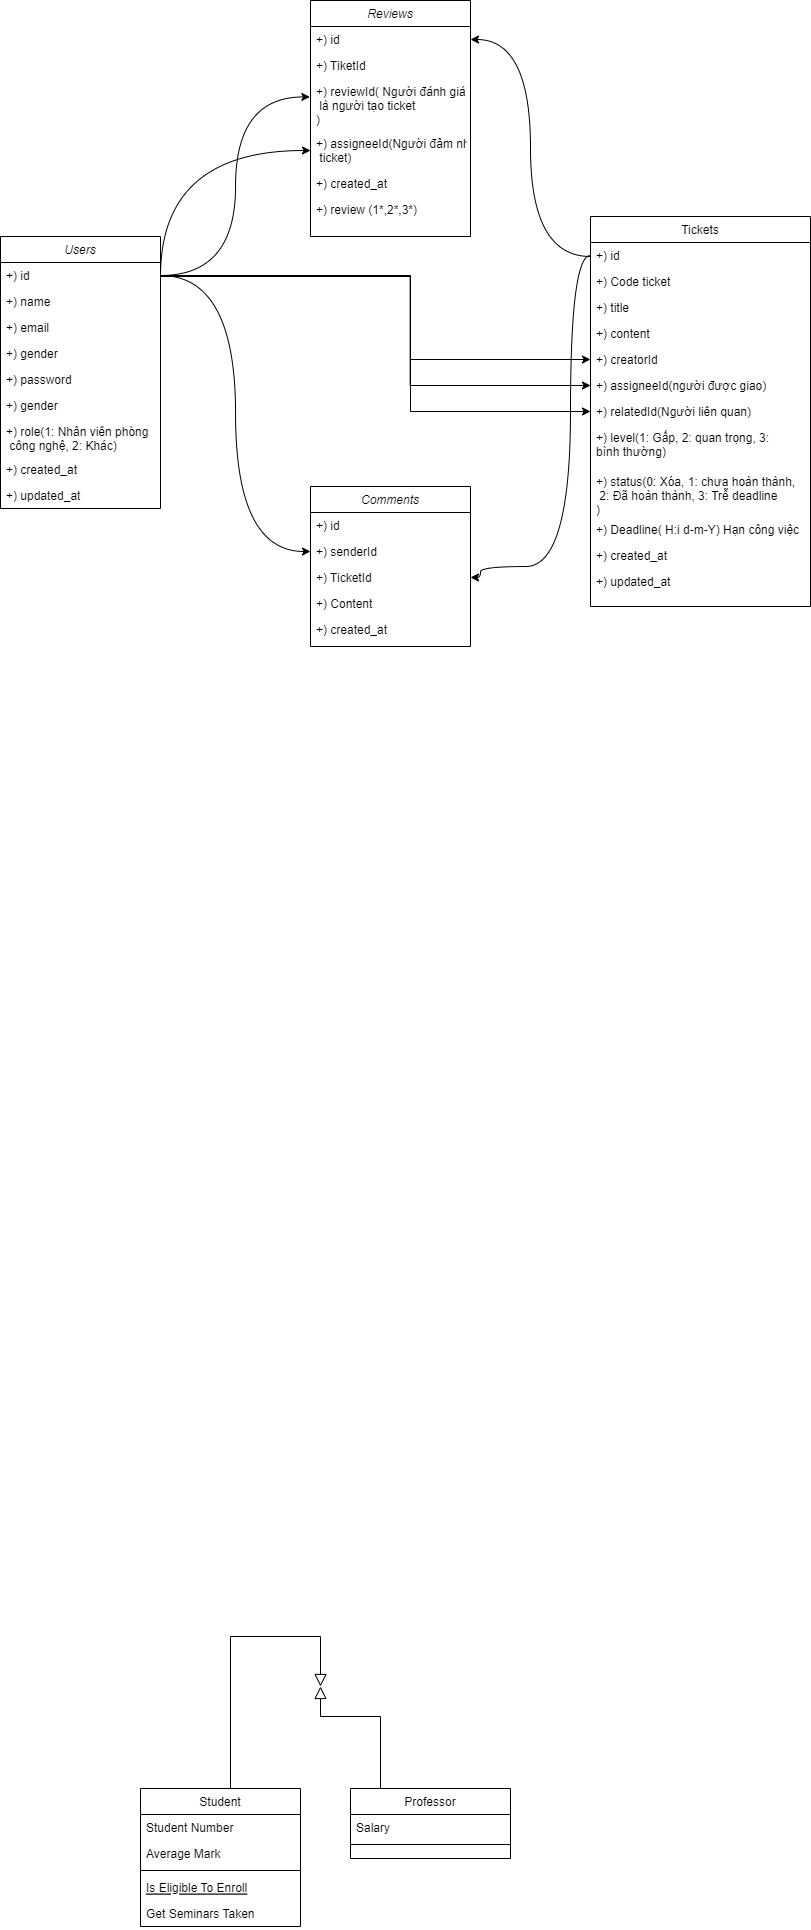 Reviews
+) id
+) TiketId
+) reviewId( Người đánh giá
là người tạo ticket
)
+) assigneeId(Người đảm nh
ticket)
+) created_at
+) review (1*,2*,3*)
Users
+) id
+) name
+) email
+) gender
+) password
+) gender
+) role(1: Nhân viên phòng
công nghệ, 2: Khác)
+) created_at
+) updated_at
Tickets
+) id
+) Code ticket
+) title
+) content
+) creatorId
+) assigneeId(người được giao)
+) relatedId(Người liên quan)
+) level(1: Gấp, 2: quan trọng, 3:
bình thường)
+) status(0: Xóa, 1: chưa hoàn thành,
2: Đã hoàn thành, 3: Trễ deadline
)
+) Deadline( H:i d-m-Y) Hạn công việc
+) created_at
+) updated_at
Comments
+) id
+) senderId
+) TicketId
+) Content
+) created_at
Student
Student Number
Average Mark
Is Eligible To Enroll
Get Seminars Taken
Professor
Salary